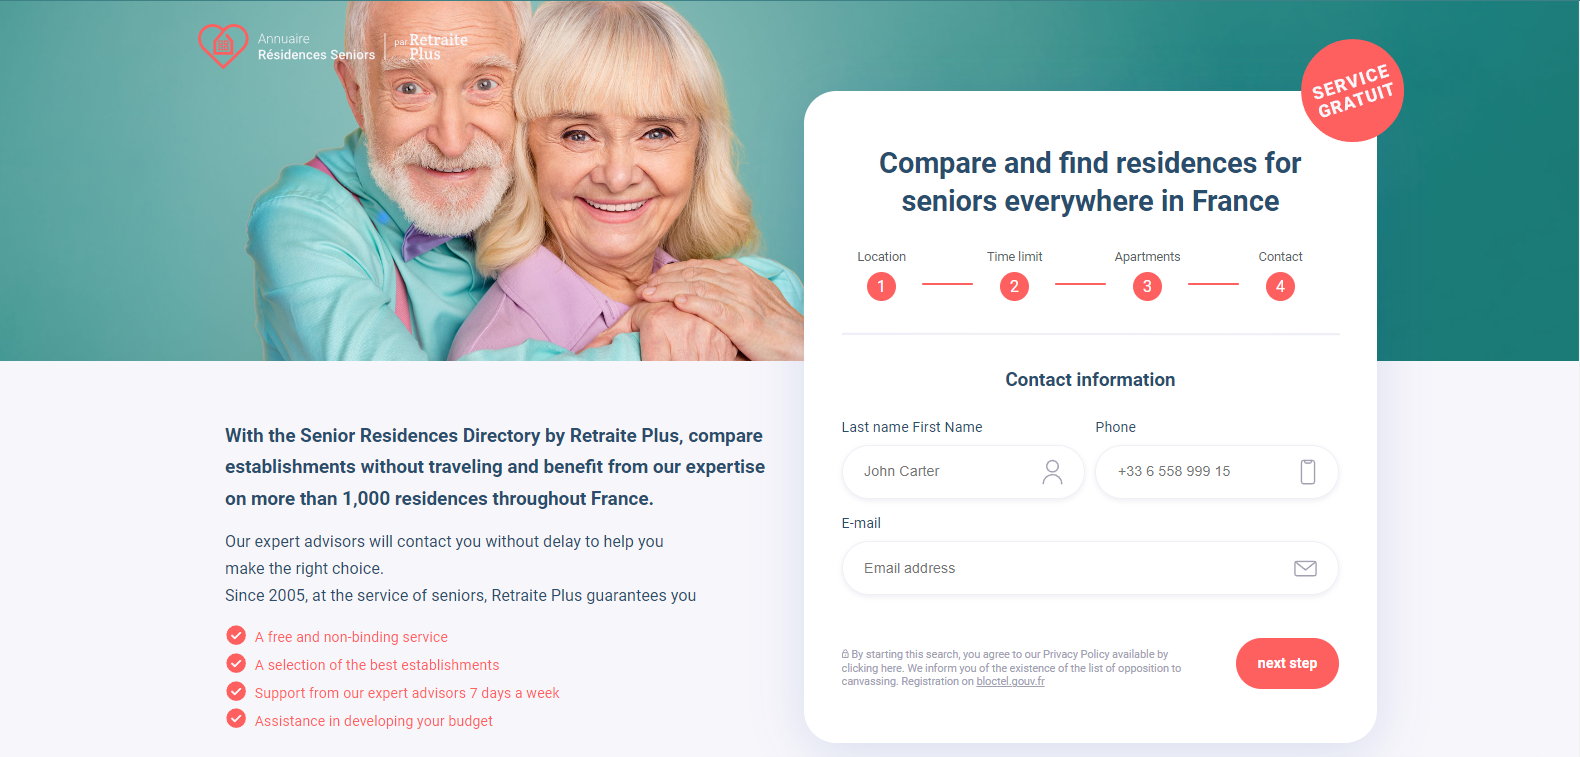 Annuaire
Résidences Seniors
par Retraite
Plus
SERVICE
GRATUIT
Compare and find residences for
seniors everywhere in France
Location
Time limit
Apartments
Contact
1
2
3
4
Contact information
Last name First Name
Phone
John Carter
+33 6 558 999 15
E-mail
Email address
By starting this search, you agree to our Privacy Policy available by
clicking here. We inform you of the existence of the list of opposition to
canvassing. Registration on bloctel.gouv.fr
next step
With the Senior Residences Directory by Retraite Plus, compare
establishments without traveling and benefit from our expertise
on more than 1,000 residences throughout France.
Our expert advisors will contact you without delay to help you
make the right choice.
Since 2005, at the service of seniors, Retraite Plus guarantees you
A free and non-binding service
A selection of the best establishments
Support from our expert advisors 7 days a week
Assistance in developing your budget